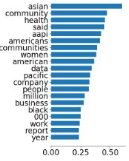 asian
community
health
said
aapi
americans
communities
women
american
data
pacific
company
people
million
business
black
000
work
report
year
0.00 0.25 0.50